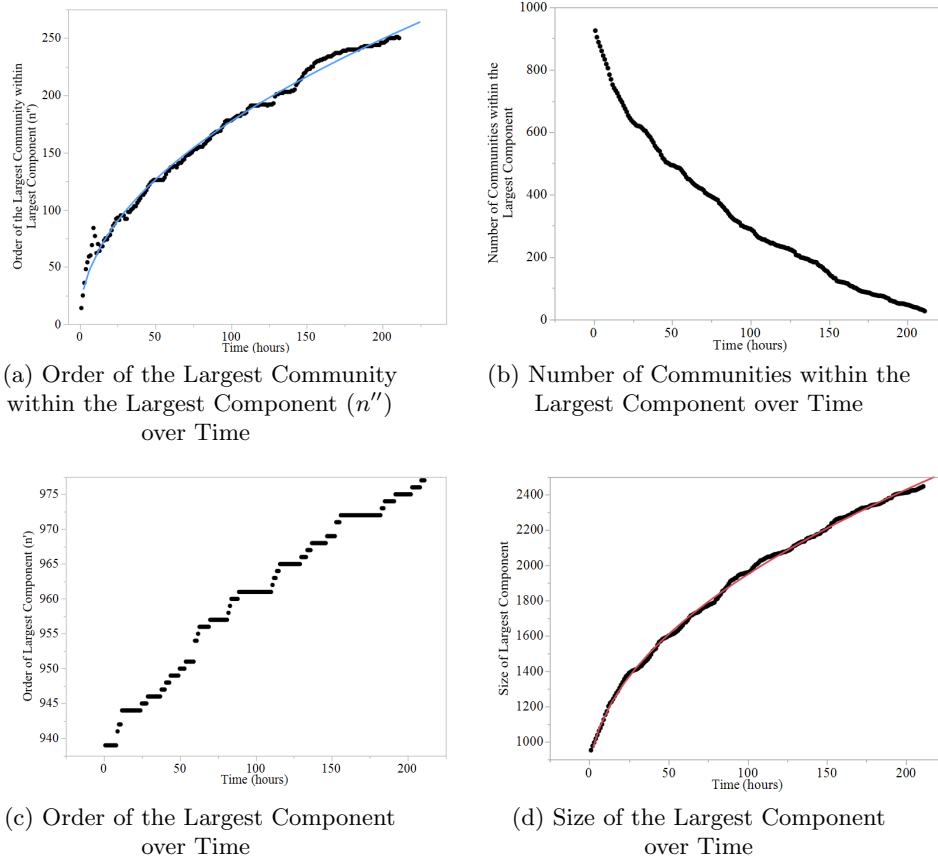 250
200
150
100
50
0
Order of the Largest Community within
Largest Component (n")
0
50
100
150
200
Time (hours)
(a) Order of the Largest Community
within the Largest Component (n′′)
over Time
1000
800
600
400
200
0
Number of Communities within the
Largest Component
0
50
100
150
200
Time (hours)
(b) Number of Communities within the
Largest Component over Time
975
970
965
960
955
950
945
940
Order of Largest Component (n')
0
50
100
150
200
Time (hours)
(c) Order of the Largest Component
over Time
2400
2200
2000
1800
1600
1400
1200
1000
Size of Largest Component
0
50
100
150
200
Time (hours)
(d) Size of the Largest Component
over Time